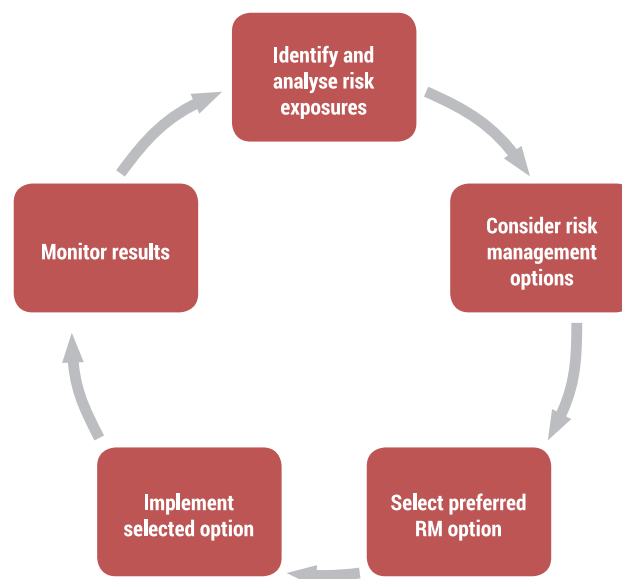 Identify and
analyse risk
exposures
Consider risk
management
options
Select preferred
RM option
Implement
selected option
Monitor results